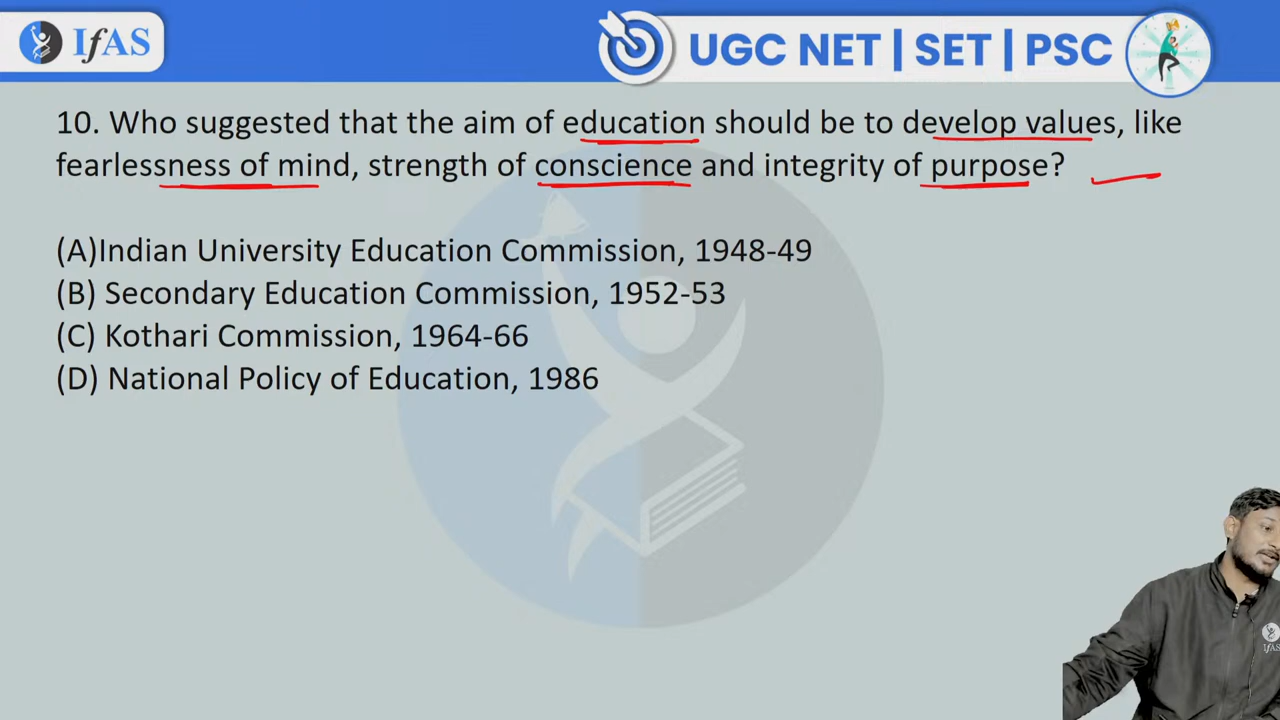 IfAS
UGC NET | SET | PSC
10. Who suggested that the aim of education should be to develop values, like
fearlessness of mind, strength of conscience and integrity of purpose?
(A)Indian University Education Commission, 1948-49
(B) Secondary Education Commission, 1952-53
(C) Kothari Commission, 1964-66
(D) National Policy of Education, 1986
IfAS